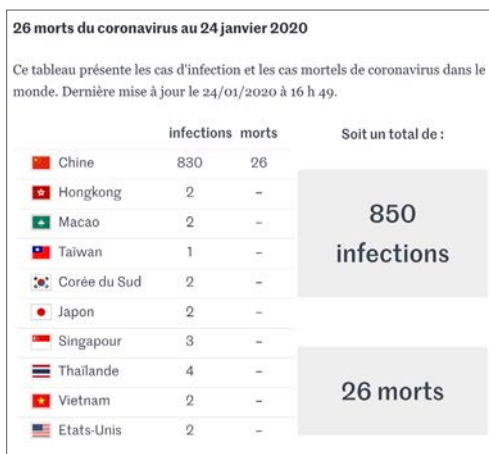 26 morts du coronavirus au 24 janvier 2020
Ce tableau présente les cas d'infection et les cas mortels de coronavirus dans le
monde. Dernière mise à jour le 24/01/2020 à 16 h 49.
infections morts
Chine 830 26
Hongkong 2 –
Macao 2 –
Taïwan 1 –
Corée du Sud 2 –
Japon 2 –
Singapour 3 –
Thaïlande 4 –
Vietnam 2 –
Etats-Unis 2 –
Soit un total de :
850
infections
26 morts